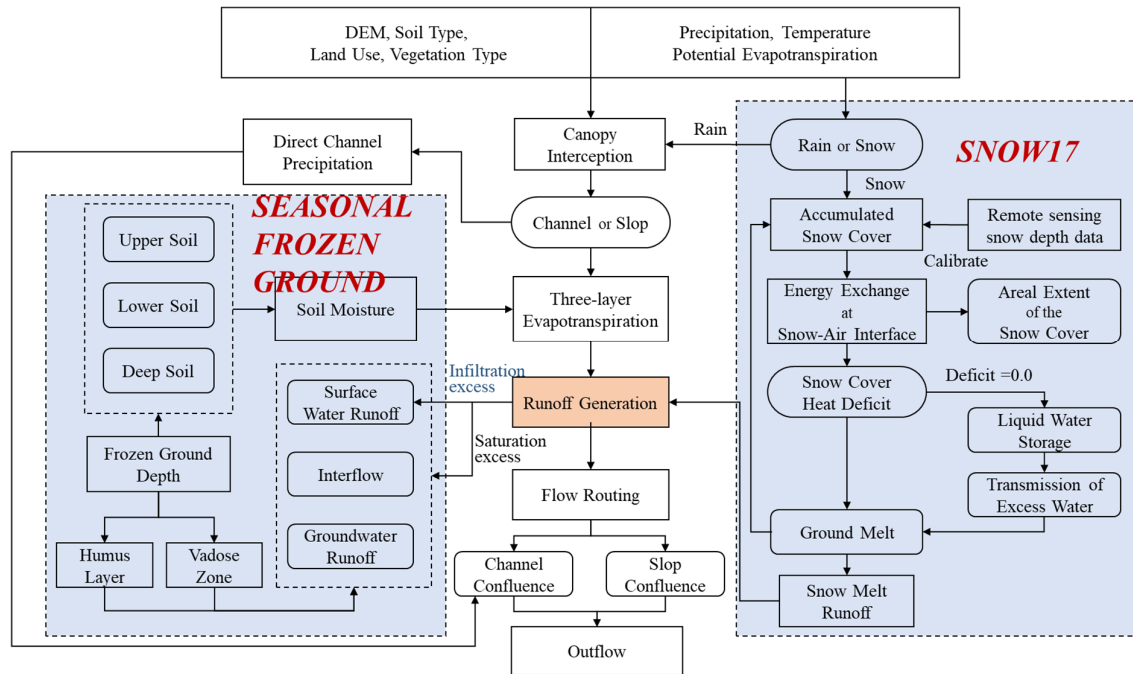 DEM, Soil Type,
Land Use, Vegetation Type
Precipitation, Temperature
Potential Evapotranspiration
Direct Channel
Precipitation
Canopy
Interception
Rain
Rain or Snow
SNOW17
Snow
SEASONAL
FROZEN
GROUND
Channel or Slop
Accumulated
Snow Cover
Remote sensing
snow depth data
Calibrate
Upper Soil
Lower Soil
Deep Soil
Soil Moisture
Three-layer
Evapotranspiration
Energy Exchange
at
Snow-Air Interface
Areal Extent
of the
Snow Cover
Infiltration
excess
Surface
Water Runoff
Runoff Generation
Snow Cover
Heat Deficit
Deficit =0.0
Liquid Water
Storage
Saturation
excess
Frozen Ground
Depth
Interflow
Flow Routing
Transmission of
Excess Water
Ground Melt
Humus
Layer
Vadose
Zone
Groundwater
Runoff
Channel
Confluence
Slop
Confluence
Snow Melt
Runoff
Outflow